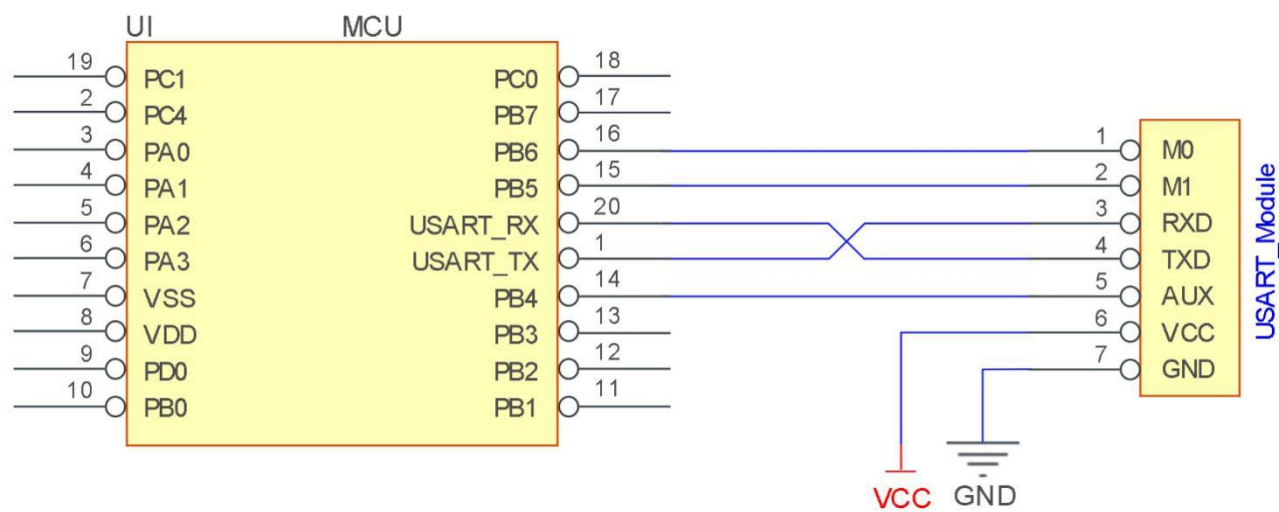 UI MCU
19 PC1 PC0 18
2 PC4 PB7 17
3 PA0 PB6 16
4 PA1 PB5 15
5 PA2 USART_RX 20
6 PA3 USART_TX 1
7 VSS PB4 14
8 VDD PB3 13
9 PD0 PB2 12
10 PB0 PB1 11
1 M0
2 M1
3 RXD
4 TXD
5 AUX
6 VCC
7 GND
USART_Module
VCC GND